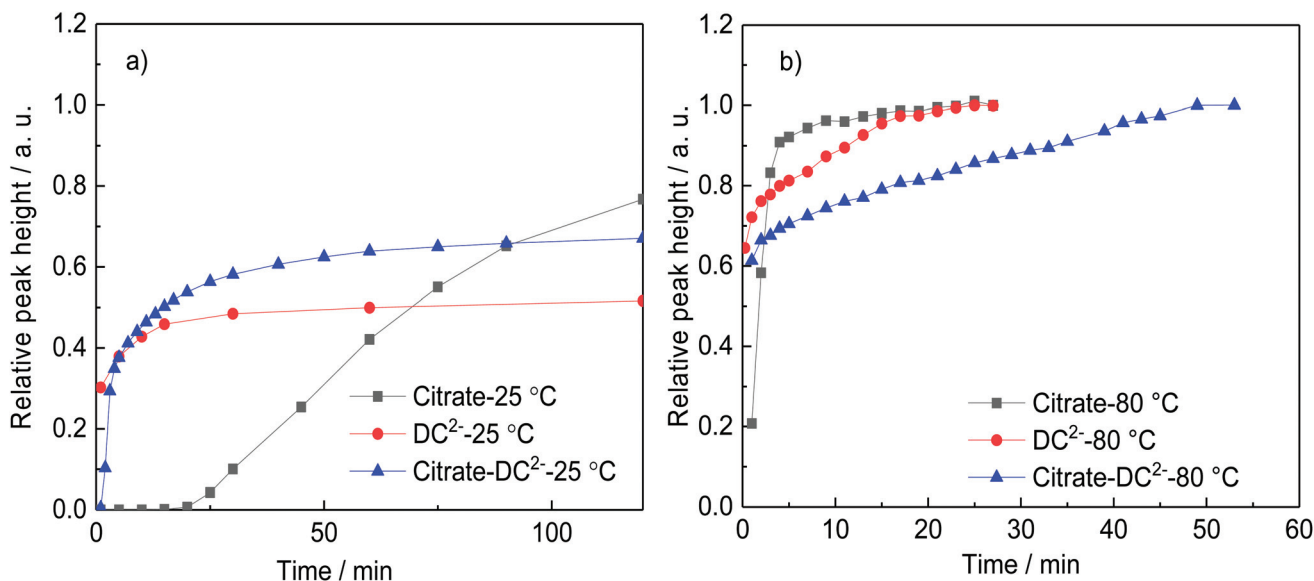 a)
Relative peak height / a. u.
1.2
1.0
0.8
0.6
0.4
0.2
0.0
0 50 100
Time / min
Citrate-25 °C
DC²⁻-25 °C
Citrate-DC²⁻-25 °C
b)
Relative peak height / a. u.
1.2
1.0
0.8
0.6
0.4
0.2
0.0
0 10 20 30 40 50 60
Time / min
Citrate-80 °C
DC²⁻-80 °C
Citrate-DC²⁻-80 °C